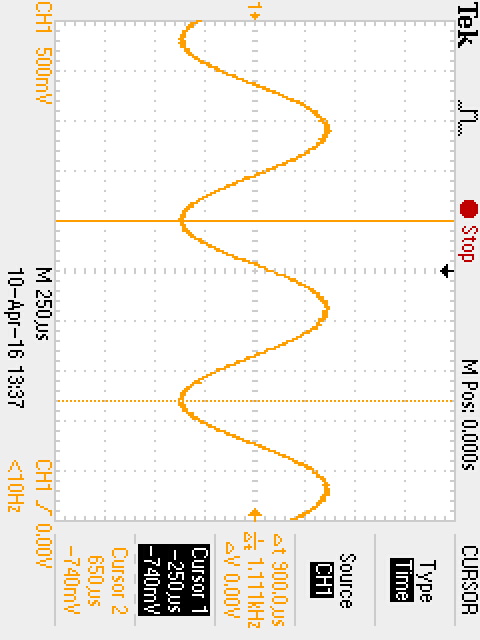 Tek Stop M Pos: 0.000s CURSOR
Type
Time
Source
CH1
Δt 900.0µs
1/Δt 1.111kHz
ΔV 0.00V
Cursor 1
-250µs
-740mV
Cursor 2
650µs
-740mV
1
CH1 500mV M 250µs CH1 / 0.00V
10-Apr-16 13:37 <10Hz